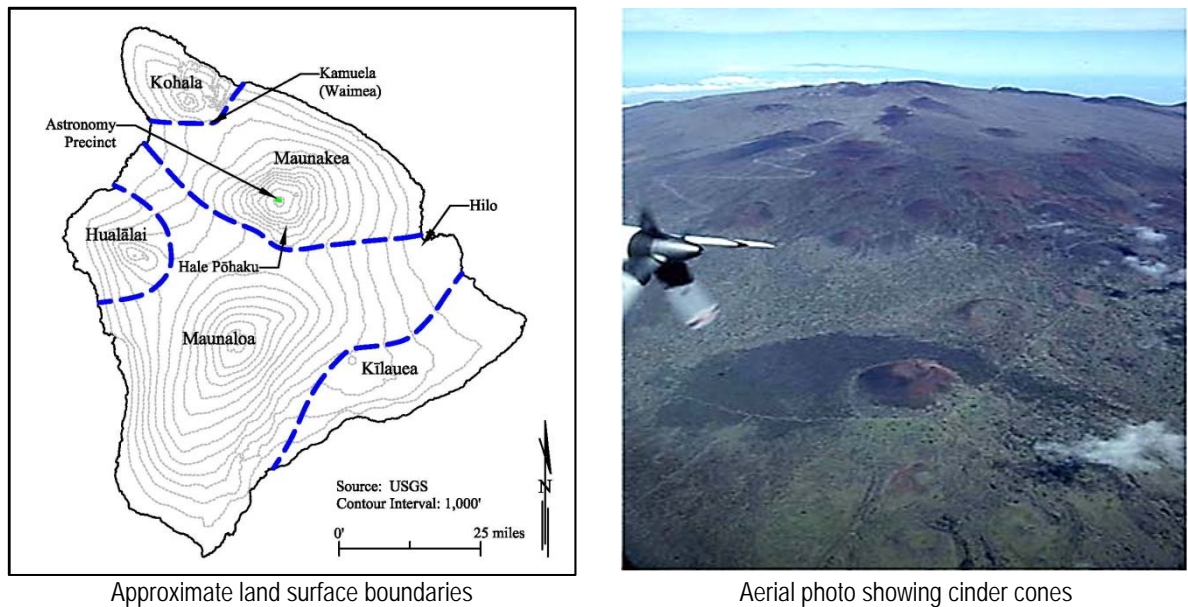 Kohala
Kamuela
(Waimea)
Astronomy
Precinct
Maunakea
Hilo
Hualālai
Hale Pōhaku
Maunaloa
Kīlauea
Source: USGS
Contour Interval: 1,000'
N
0'
25 miles
Approximate land surface boundaries
Aerial photo showing cinder cones